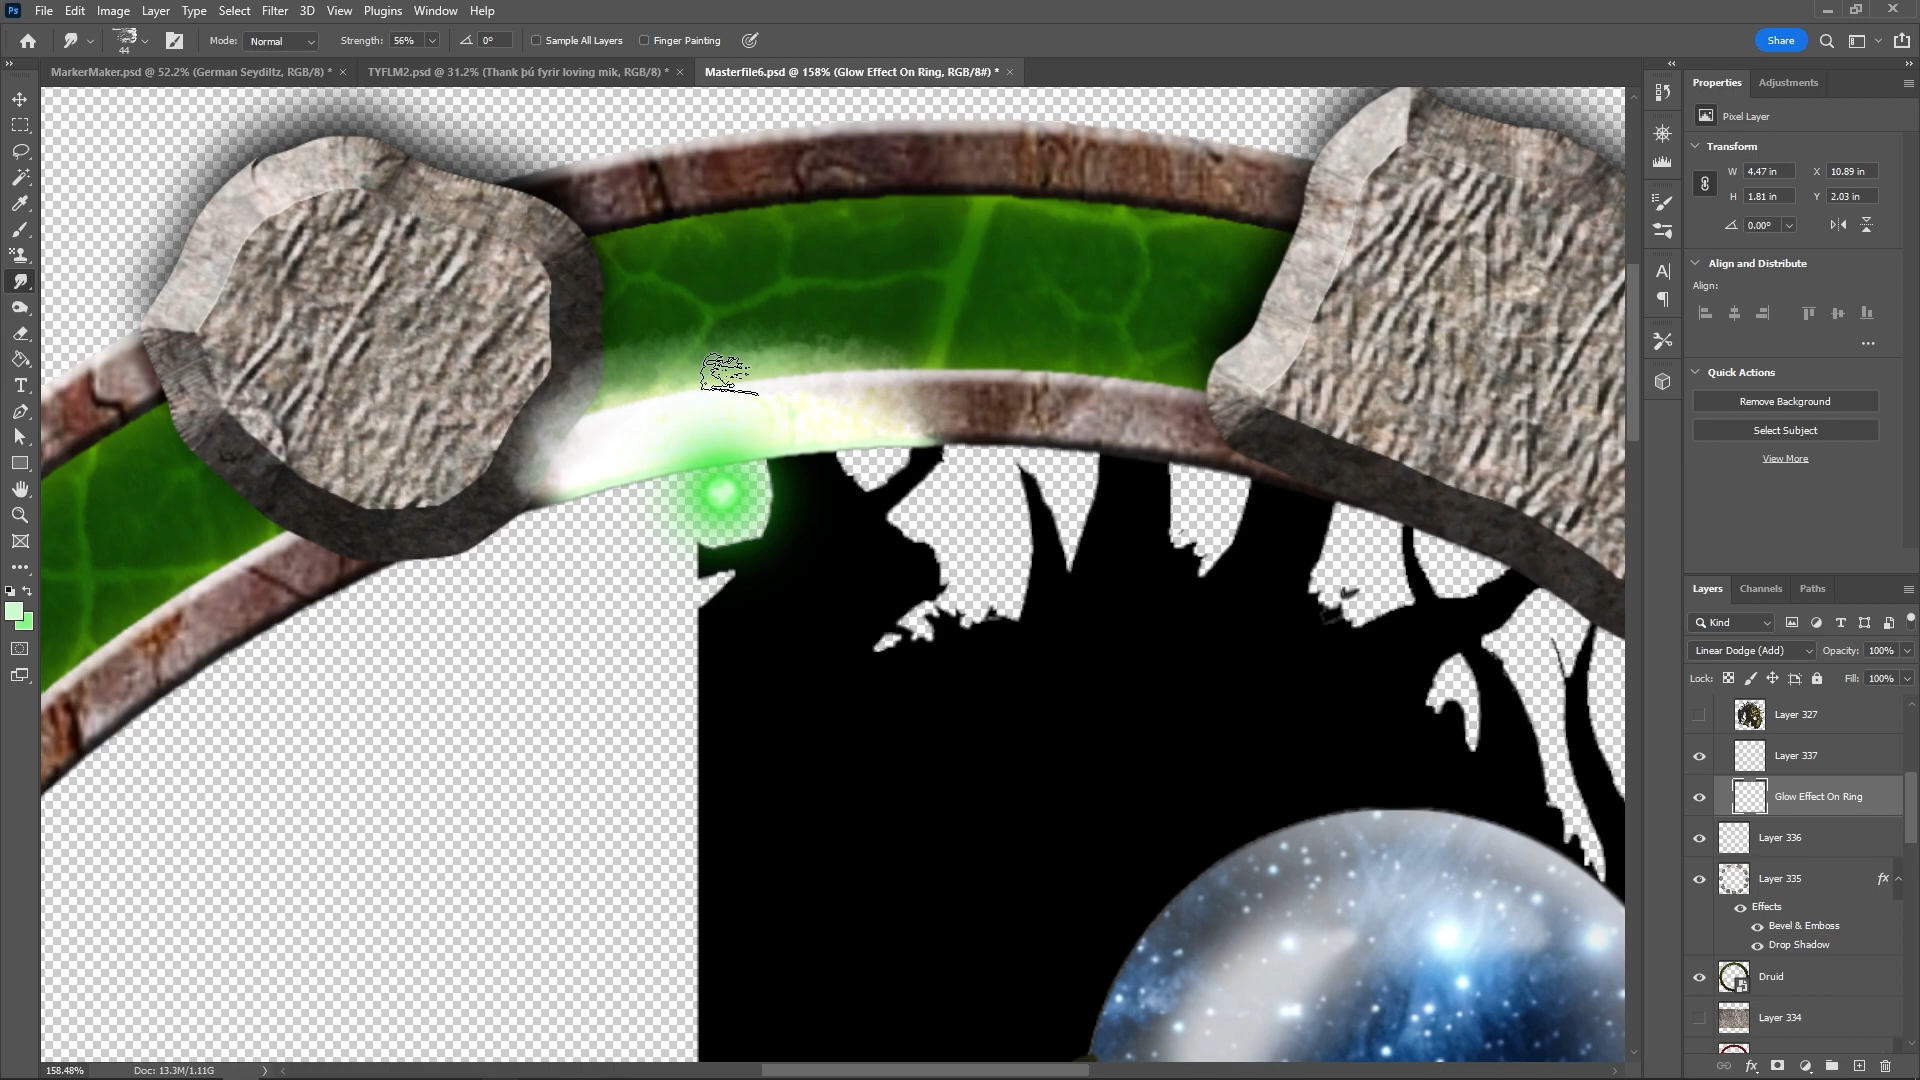 Ps File Edit Image Layer Type Select Filter 3D View Plugins Window Help
44 Mode: Normal Strength: 56% 0° Sample All Layers Finger Painting Share
MarkerMaker.psd @ 52.2% (German Seydiltz, RGB/8) * × TYFLM2.psd @ 31.2% (Thank þú fyrir loving mik, RGB/8) * × Masterfile6.psd @ 158% (Glow Effect On Ring, RGB/8#) * ×
Properties Adjustments
Pixel Layer
Transform
W 4.47 in X 10.89 in
H 1.81 in Y 2.03 in
0.00°
Align and Distribute
Align:
Quick Actions
Remove Background
Select Subject
View More
Layers Channels Paths
Kind
Linear Dodge (Add) Opacity: 100%
Lock: Fill: 100%
Layer 327
Layer 337
Glow Effect On Ring
Layer 336
Layer 335 fx
Effects
Bevel & Emboss
Drop Shadow
Druid
Layer 334
158.48% Doc: 13.3M/1.11G